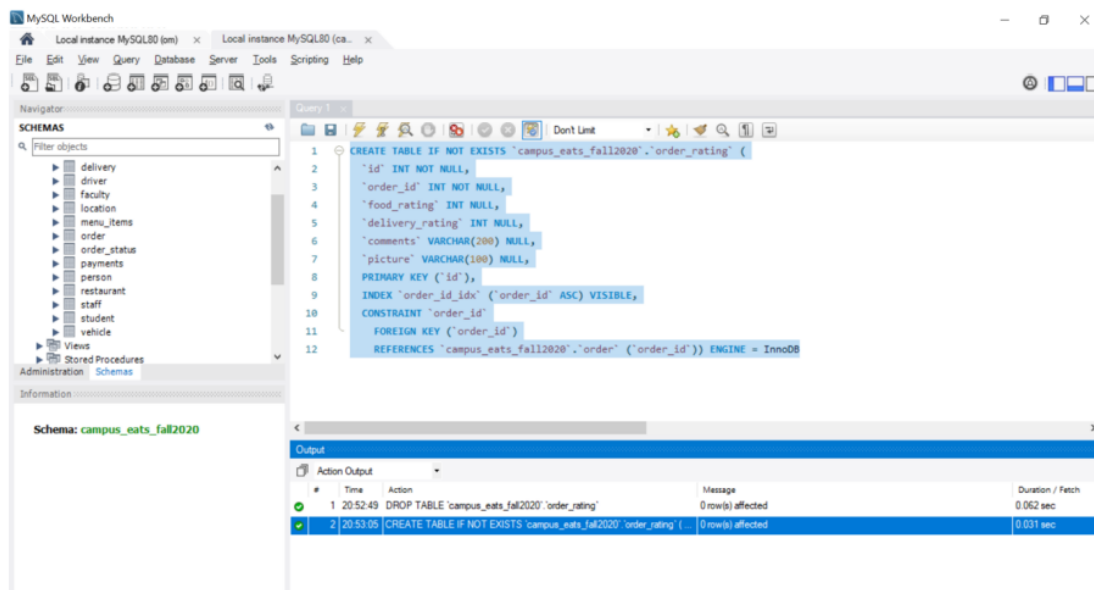 MySQL Workbench
Local instance MySQL80 (om) × Local instance MySQL80 (ca... ×
File Edit View Query Database Server Tools Scripting Help
Navigator
SCHEMAS
Filter objects
delivery
driver
faculty
location
menu_items
order
order_status
payments
person
restaurant
staff
student
vehicle
Views
Stored Procedures
Administration Schemas
Information
Schema: campus_eats_fall2020
Query 1 ×
Don't Limit
1 CREATE TABLE IF NOT EXISTS `campus_eats_fall2020`.`order_rating` (
2 `id` INT NOT NULL,
3 `order_id` INT NOT NULL,
4 `food_rating` INT NULL,
5 `delivery_rating` INT NULL,
6 `comments` VARCHAR(200) NULL,
7 `picture` VARCHAR(100) NULL,
8 PRIMARY KEY (`id`),
9 INDEX `order_id_idx` (`order_id` ASC) VISIBLE,
10 CONSTRAINT `order_id`
11 FOREIGN KEY (`order_id`)
12 REFERENCES `campus_eats_fall2020`.`order` (`order_id`)) ENGINE = InnoDB
Output
Action Output
# Time Action Message Duration / Fetch
1 20:52:49 DROP TABLE `campus_eats_fall2020`.`order_rating` 0 row(s) affected 0.062 sec
2 20:53:05 CREATE TABLE IF NOT EXISTS `campus_eats_fall2020`.`order_rating` ( ... 0 row(s) affected 0.031 sec